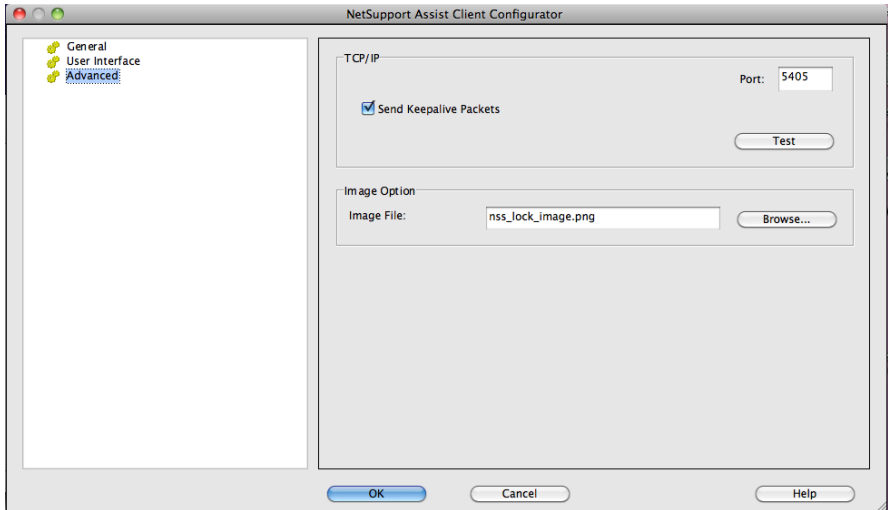 NetSupport Assist Client Configurator
General
User Interface
Advanced
TCP/IP
Port: 5405
Send Keepalive Packets
Test
Image Option
Image File: nss_lock_image.png Browse...
OK Cancel Help